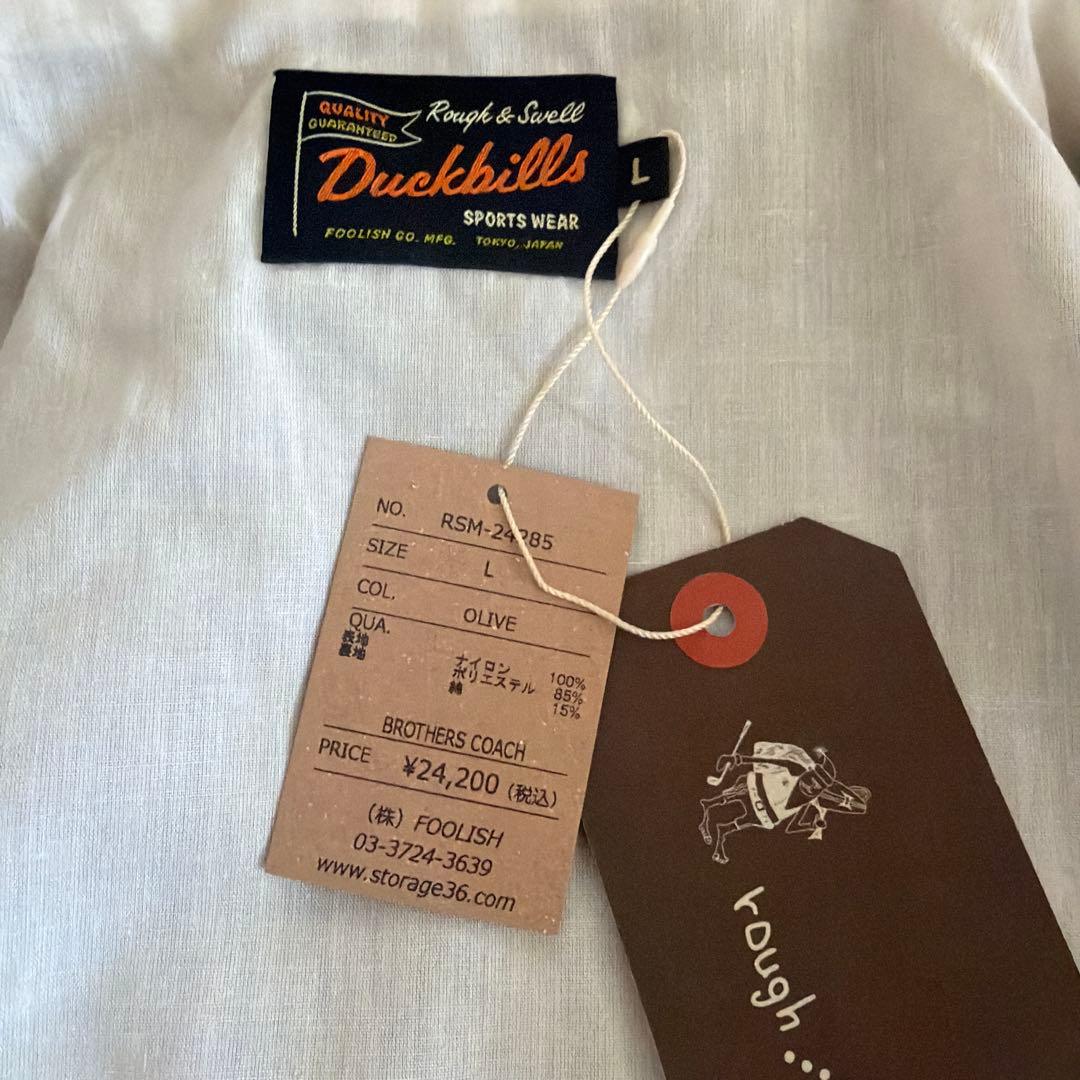 QUALITY
GUARANTEED
Rough & Swell
Duckbills
SPORTS WEAR
FOOLISH CO. MFG. TOKYO, JAPAN
L
NO. RSM-24285
SIZE L
COL. OLIVE
QUA.
表地 ナイロン 100%
裏地 ポリエステル 85%
綿 15%
BROTHERS COACH
PRICE ¥24,200 (税込)
(株) FOOLISH
03-3724-3639
www.storage36.com
rough...